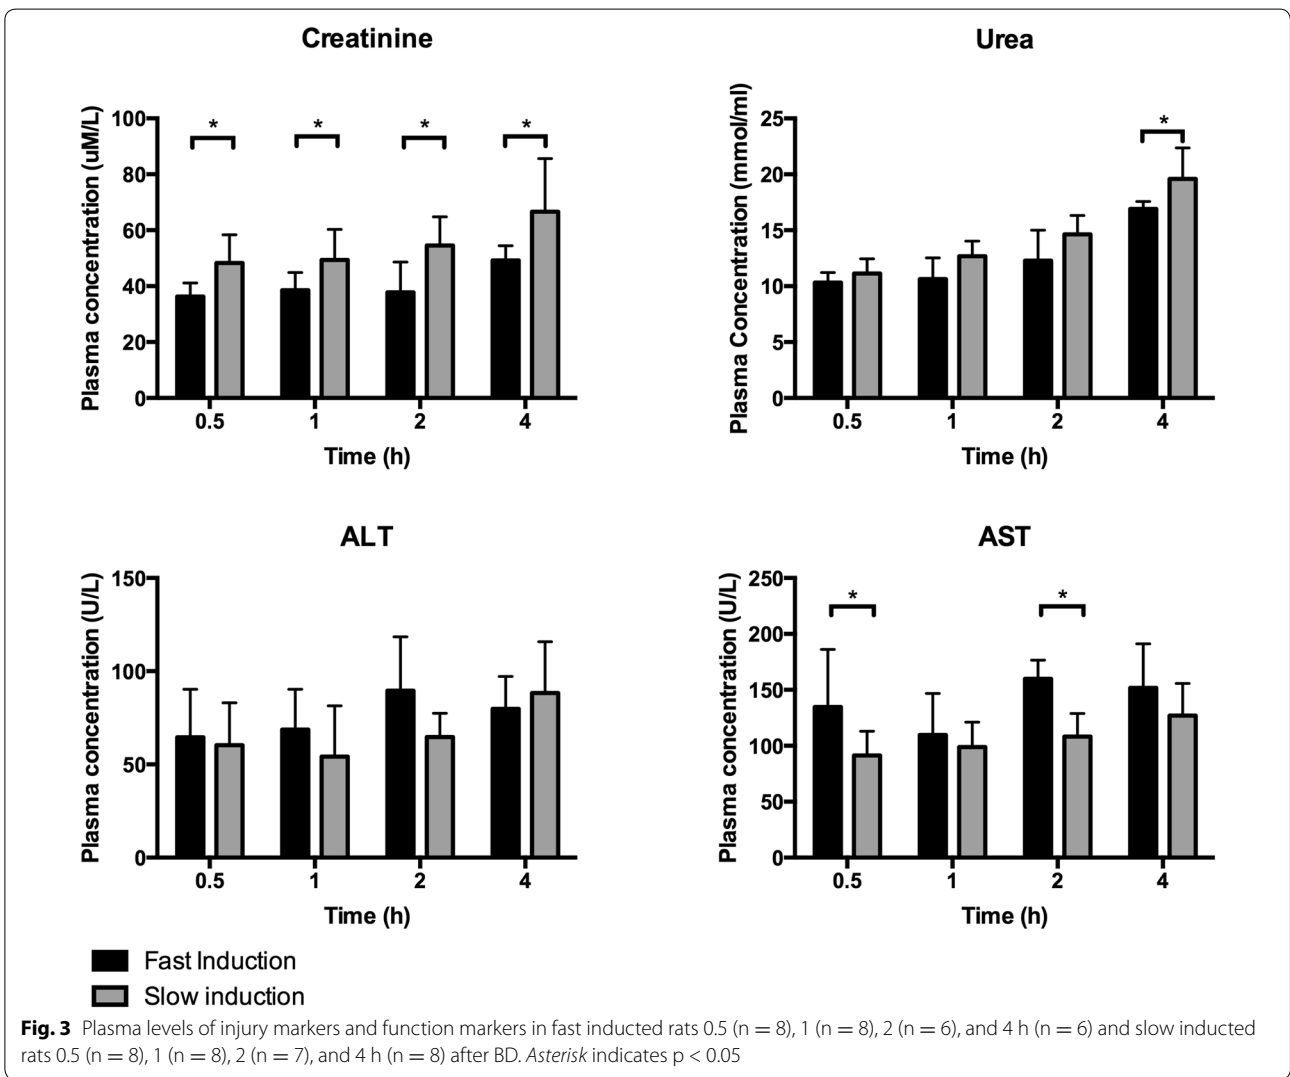 Creatinine
Plasma concentration (uM/L)
100
80
60
40
20
0
* * * *
0.5 1 2 4
Time (h)
Urea
Plasma Concentration (mmol/ml)
25
20
15
10
5
0
*
0.5 1 2 4
Time (h)
ALT
Plasma concentration (U/L)
150
100
50
0
0.5 1 2 4
Time (h)
AST
Plasma concentration (U/L)
250
200
150
100
50
0
* *
0.5 1 2 4
Time (h)
Fast Induction
Slow induction
Fig. 3 Plasma levels of injury markers and function markers in fast inducted rats 0.5 (n = 8), 1 (n = 8), 2 (n = 6), and 4 h (n = 6) and slow inducted
rats 0.5 (n = 8), 1 (n = 8), 2 (n = 7), and 4 h (n = 8) after BD. Asterisk indicates p < 0.05